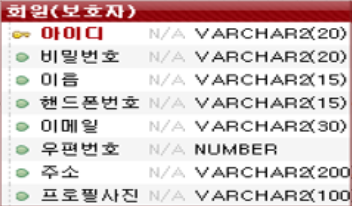 회원(보호자)
아이디 N/A VARCHAR2(20)
비밀번호 N/A VARCHAR2(20)
이름 N/A VARCHAR2(15)
핸드폰번호 N/A VARCHAR2(15)
이메일 N/A VARCHAR2(30)
우편번호 N/A NUMBER
주소 N/A VARCHAR2(200
프로필사진 N/A VARCHAR2(100